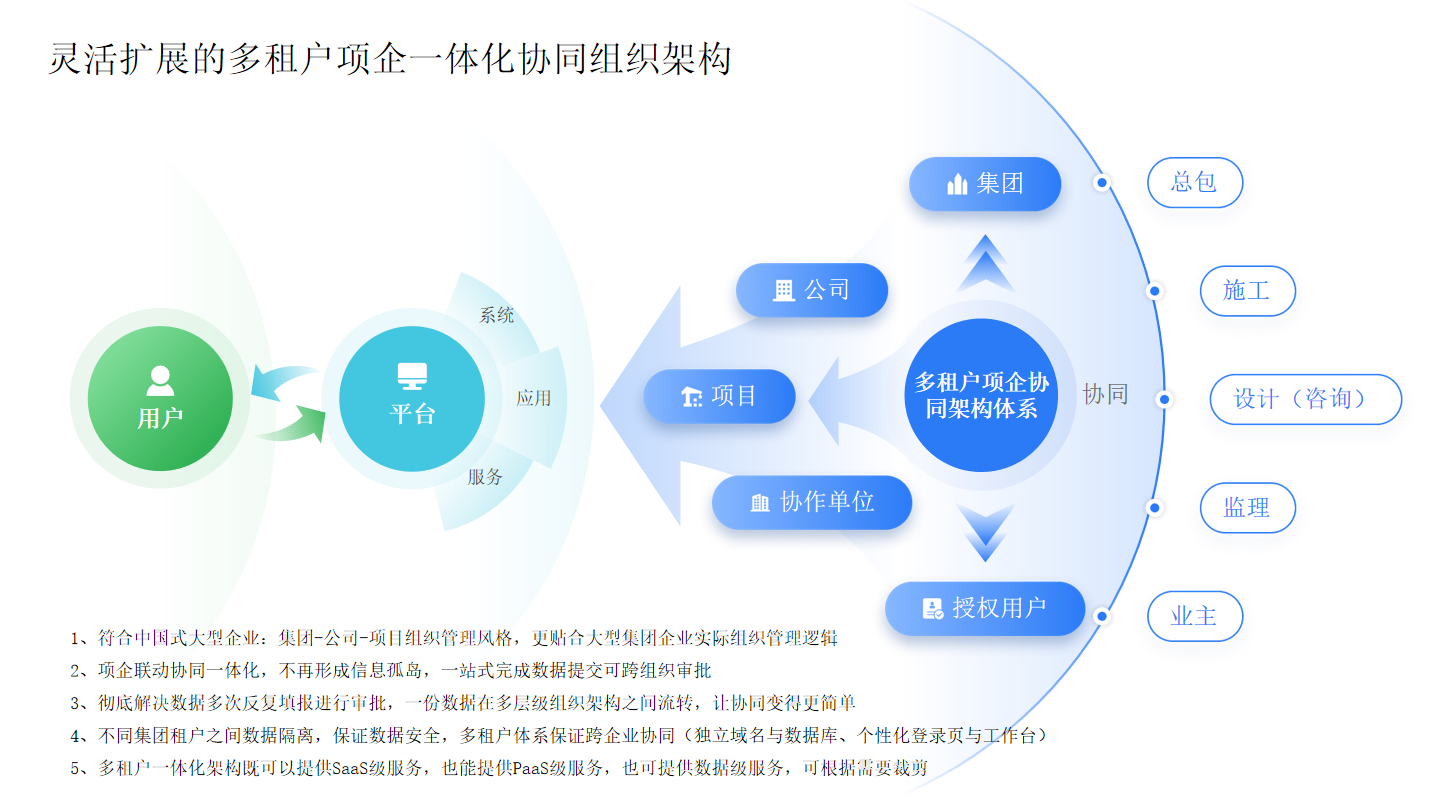 灵活扩展的多租户项企一体化协同组织架构
集团
总包
公司
施工
系统
用户
平台
应用
项目
多租户项企协
同架构体系
协同
设计（咨询）
服务
协作单位
监理
授权用户
业主
1、符合中国式大型企业：集团-公司-项目组织管理风格，更贴合大型集团企业实际组织管理逻辑
2、项企联动协同一体化，不再形成信息孤岛，一站式完成数据提交可跨组织审批
3、彻底解决数据多次反复填报进行审批，一份数据在多层级组织架构之间流转，让协同变得更简单
4、不同集团租户之间数据隔离，保证数据安全，多租户体系保证跨企业协同（独立域名与数据库、个性化登录页与工作台）
5、多租户一体化架构既可以提供SaaS级服务，也能提供PaaS级服务，也可提供数据级服务，可根据需要裁剪